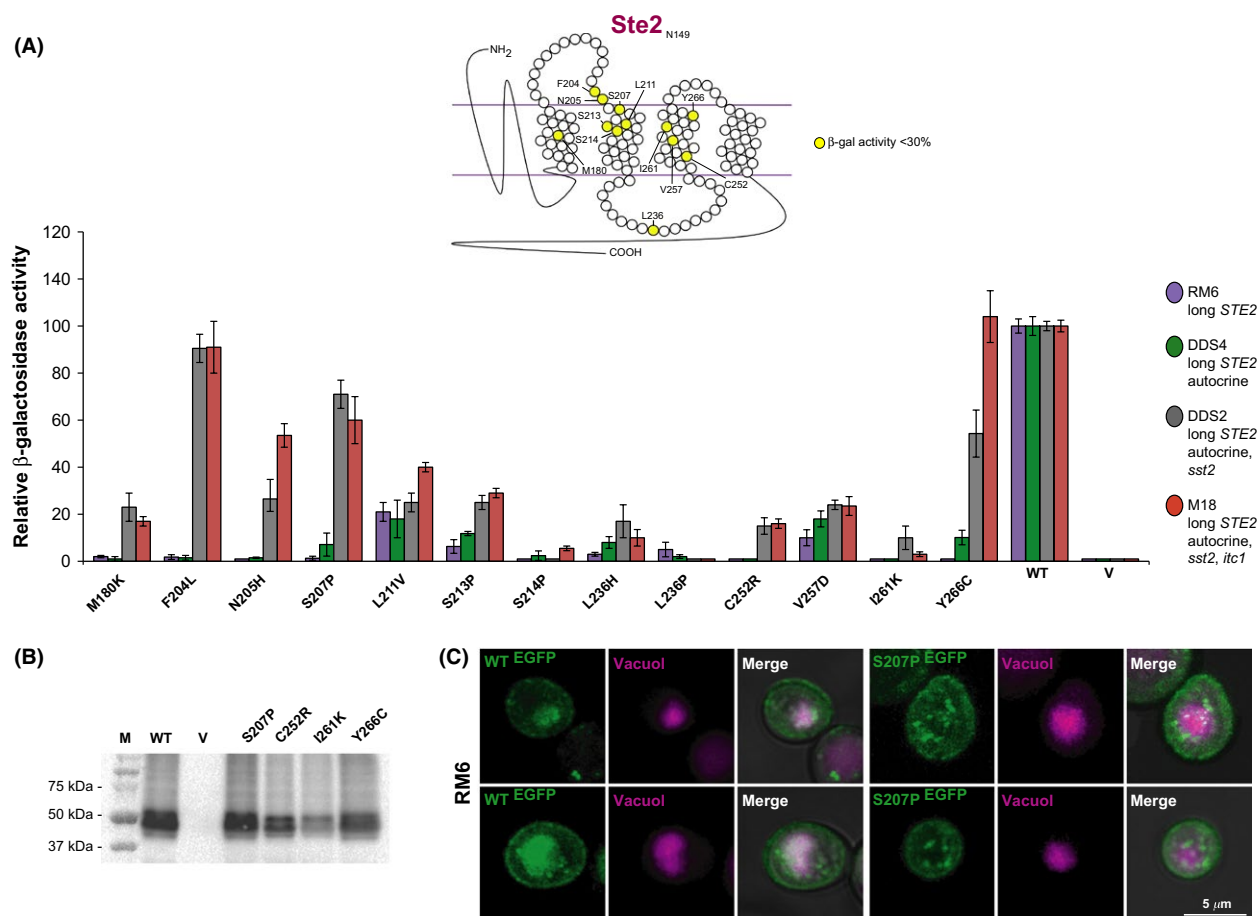 (A)
Ste2
N149
NH2
F204
L211
N205
S207
Y266
S213
S214
β-gal activity <30%
M180
I261
C252
V257
L236
COOH
Relative β-galactosidase activity
120
140
100
80
60
40
20
0
M180K
F204L
N205H
S207P
L211V
S213P
S214P
L236H
L236P
C252R
V257D
I261K
Y266C
WT
V
RM6
long STE2
DDS4
long STE2
autocrine
DDS2
long STE2
autocrine,
sst2
M18
long STE2
autocrine,
sst2, itc1
(B)
M WT V S207P C252R I261K Y266C
75 kDa -
50 kDa -
37 kDa -
(C)
RM6
WT EGFP Vacuol Merge S207P EGFP Vacuol Merge
WT EGFP Vacuol Merge S207P EGFP Vacuol Merge
5 μm